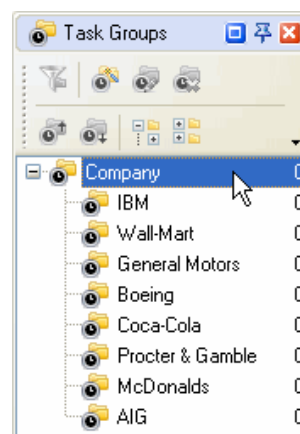 Task Groups
Company
IBM
Wall-Mart
General Motors
Boeing
Coca-Cola
Procter & Gamble
McDonalds
AIG